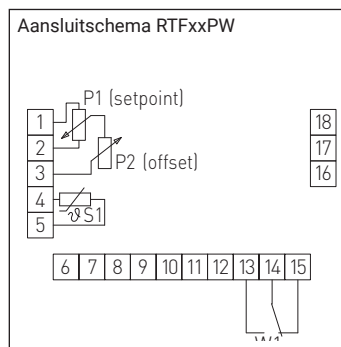 Aansluitschema RTFxxPW
P1 (setpoint)
1
2
3
4
5
P2 (offset)
ϑ S1
18
17
16
6 7 8 9 10 11 12 13 14 15